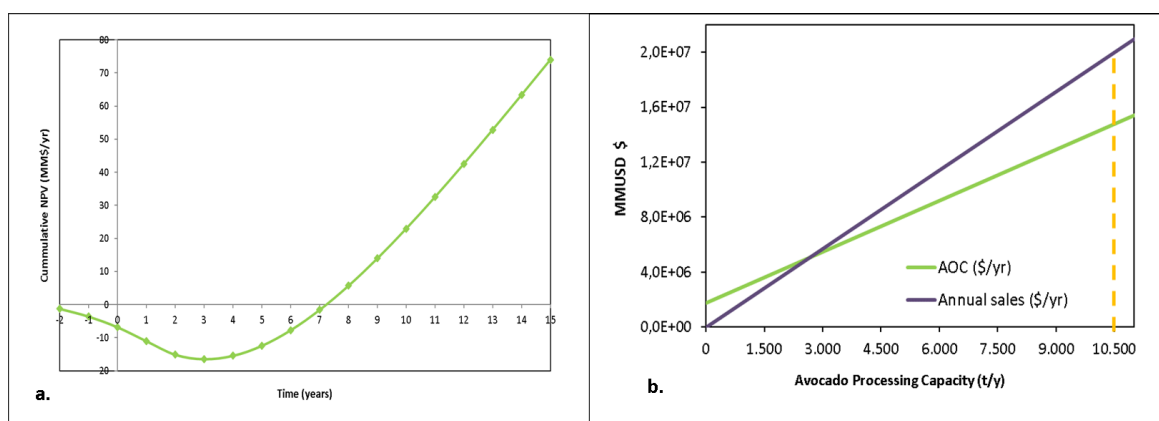 80
70
60
50
40
30
20
10
0
-10
20
-2 -1 0 1 2 3 4 5 6 7 8 9 10 11 12 13 14 15
Cummulative NPV (MM$/yr)
Time (years)
a.
2,0E+07
1,6E+07
1,2E+07
8,0E+06
4,0E+06
0,0E+00
MMUSD $
AOC ($/yr)
Annual sales ($/yr)
0 1.500 3.000 4.500 6.000 7.500 9.000 10.500
Avocado Processing Capacity (t/y)
b.